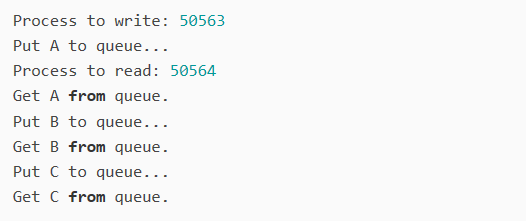 Process to write: 50563
Put A to queue...
Process to read: 50564
Get A from queue.
Put B to queue...
Get B from queue.
Put C to queue...
Get C from queue.